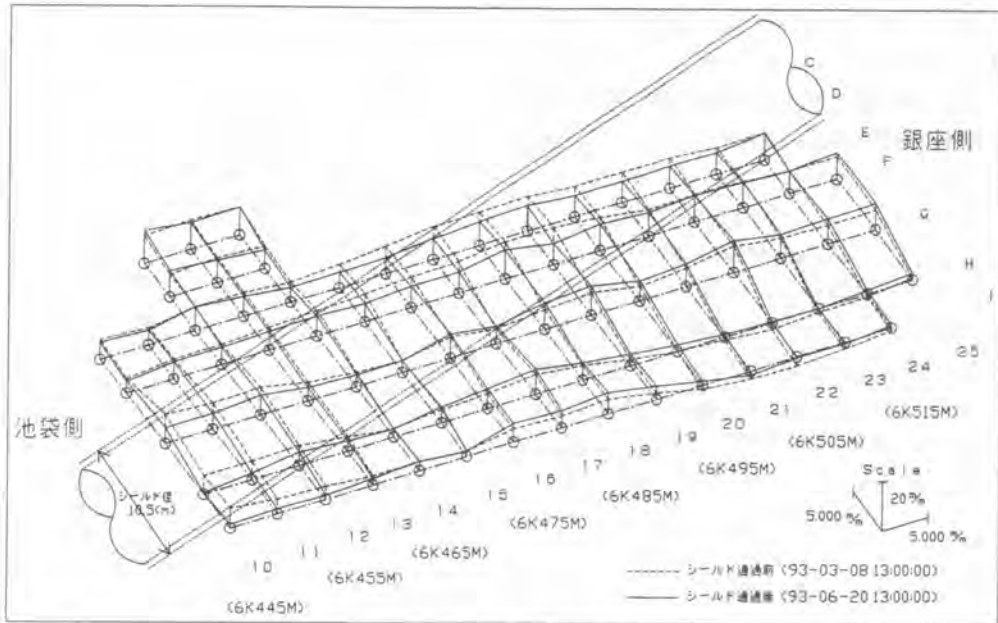 C
D
E
F
銀座側
G
H
I
池袋側
シールド径
10.5(m)
10
11
12
13
14
15
16
17
18
19
20
21
22
23
24
25
(6K445M)
(6K455M)
(6K465M)
(6K475M)
(6K485M)
(6K495M)
(6K505M)
(6K515M)
Scale
20 ‰
5.000 ‰
5.000 ‰
シールド通過前 (93-03-08 13:00:00)
シールド通過後 (93-06-20 13:00:00)